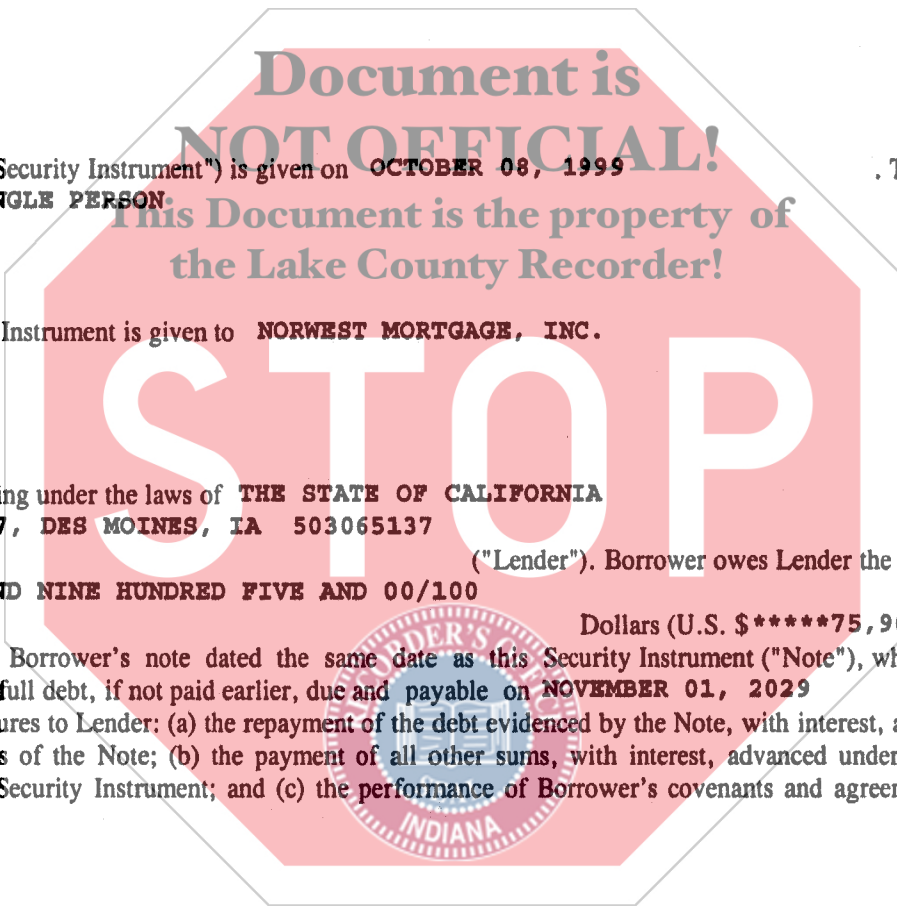 Document is
NOT OFFICIAL!
Security Instrument") is given on OCTOBER 08, 1999 . T
NGLE PERSON
This Document is the property of
the Lake County Recorder!
Instrument is given to NORWEST MORTGAGE, INC.
STOP
ing under the laws of THE STATE OF CALIFORNIA
7, DES MOINES, IA 503065137
("Lender"). Borrower owes Lender the
ND NINE HUNDRED FIVE AND 00/100
Dollars (U.S. $*****75,90
Borrower's note dated the same date as this Security Instrument ("Note"), wh
full debt, if not paid earlier, due and payable on NOVEMBER 01, 2029
ures to Lender: (a) the repayment of the debt evidenced by the Note, with interest, a
s of the Note; (b) the payment of all other sums, with interest, advanced under
Security Instrument; and (c) the performance of Borrower's covenants and agreer
INDIANA